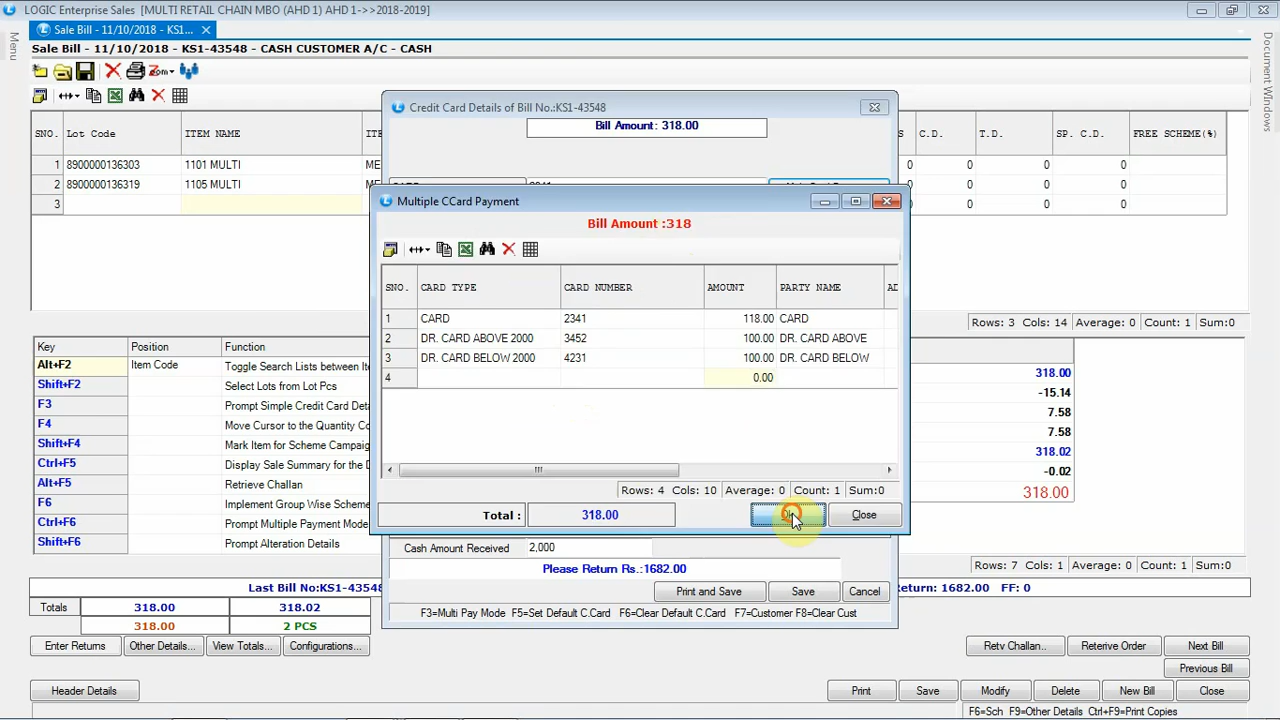 LOGIC Enterprise Sales [MULTI RETAIL CHAIN MBO (AHD 1) AHD 1->>2018-2019]
Menu
Sale Bill - 11/10/2018 - KS1...
Document Windows
Sale Bill - 11/10/2018 - KS1-43548 - CASH CUSTOMER A/C - CASH
Zoom
Credit Card Details of Bill No.:KS1-43548
Bill Amount: 318.00
SNO. Lot Code ITEM NAME C.D. T.D. SP. C.D. FREE SCHEME(%)
1 8900000136303 1101 MULTI 0 0 0
2 8900000136319 1105 MULTI 0 0 0
3 0 0 0
Multiple CCard Payment
Bill Amount :318
SNO. CARD TYPE CARD NUMBER AMOUNT PARTY NAME
1 CARD 2341 118.00 CARD
2 DR. CARD ABOVE 2000 3452 100.00 DR. CARD ABOVE
3 DR. CARD BELOW 2000 4231 100.00 DR. CARD BELOW
4 0.00
Rows: 4 Cols: 10 Average: 0 Count: 1 Sum:0
Total : 318.00 Close
Rows: 3 Cols: 14 Average: 0 Count: 1 Sum:0
Key Position Function
Alt+F2 Item Code Toggle Search Lists between Ite
Shift+F2 Select Lots from Lot Pcs
F3 Prompt Simple Credit Card Deta
F4 Move Cursor to the Quantity Co
Shift+F4 Mark Item for Scheme Campaig
Ctrl+F5 Display Sale Summary for the D
Alt+F5 Retrieve Challan
F6 Implement Group Wise Scheme
Ctrl+F6 Prompt Multiple Payment Mode
Shift+F6 Prompt Alteration Details
318.00
-15.14
7.58
7.58
318.02
-0.02
318.00
Rows: 7 Cols: 1 Average: 0 Count: 1 Sum:0
Cash Amount Received 2,000
Please Return Rs.:1682.00
Print and Save Save Cancel
F3=Multi Pay Mode F5=Set Default C.Card F6=Clear Default C.Card F7=Customer F8=Clear Cust
Last Bill No:KS1-43548 Return: 1682.00 FF: 0
Totals 318.00 318.02
318.00 2 PCS
Enter Returns Other Details... View Totals... Configurations... Retv Challan.. Reterive Order Next Bill
Previous Bill
Header Details Print Save Modify Delete New Bill Close
F6=Sch F9=Other Details Ctrl+F9=Print Copies